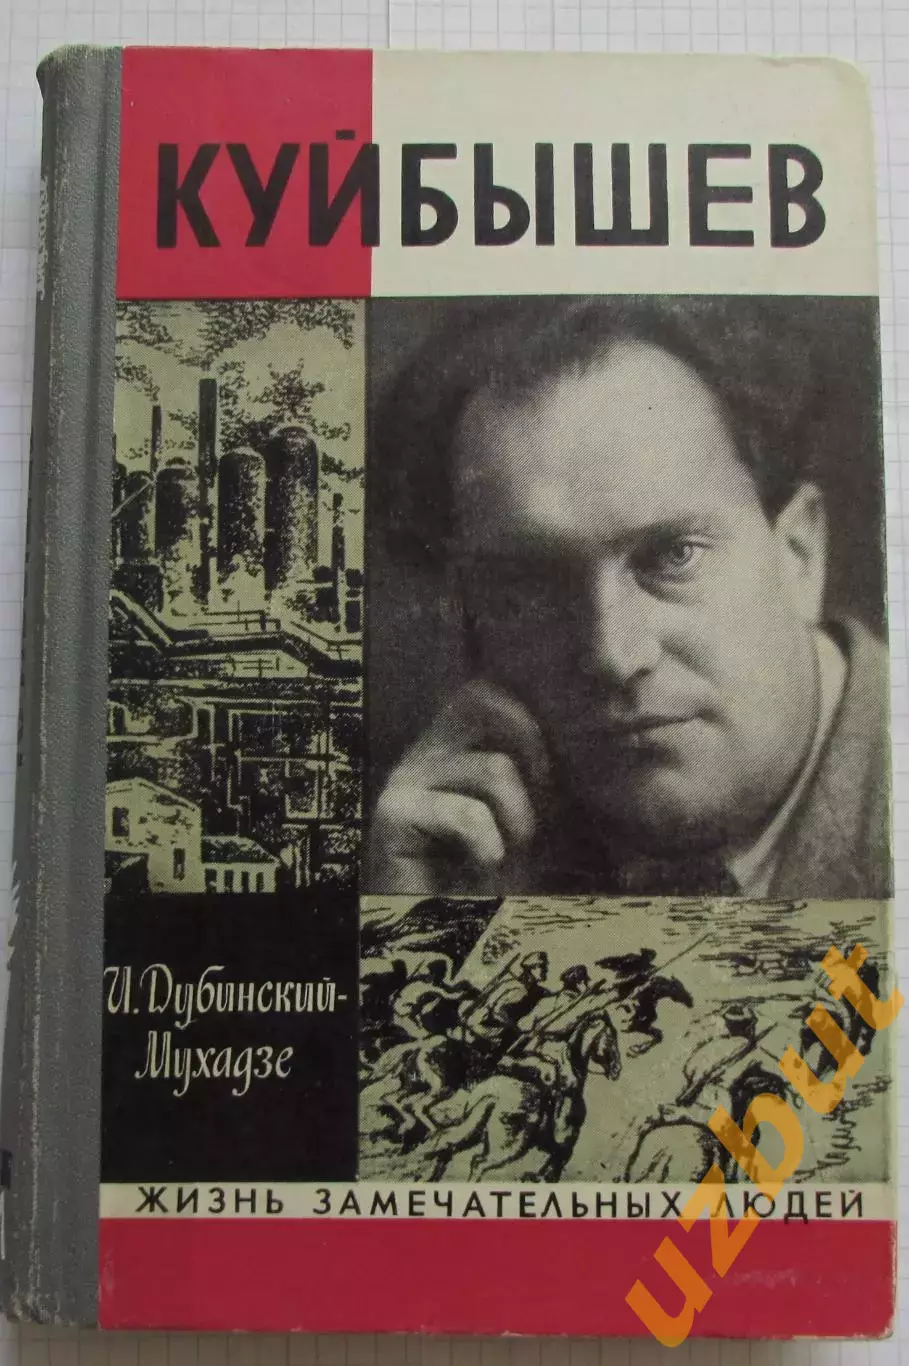 КУЙБЫШЕВ
И. Дубинский-
Мухадзе
ЖИЗНЬ ЗАМЕЧАТЕЛЬНЫХ ЛЮДЕЙ
uzbut